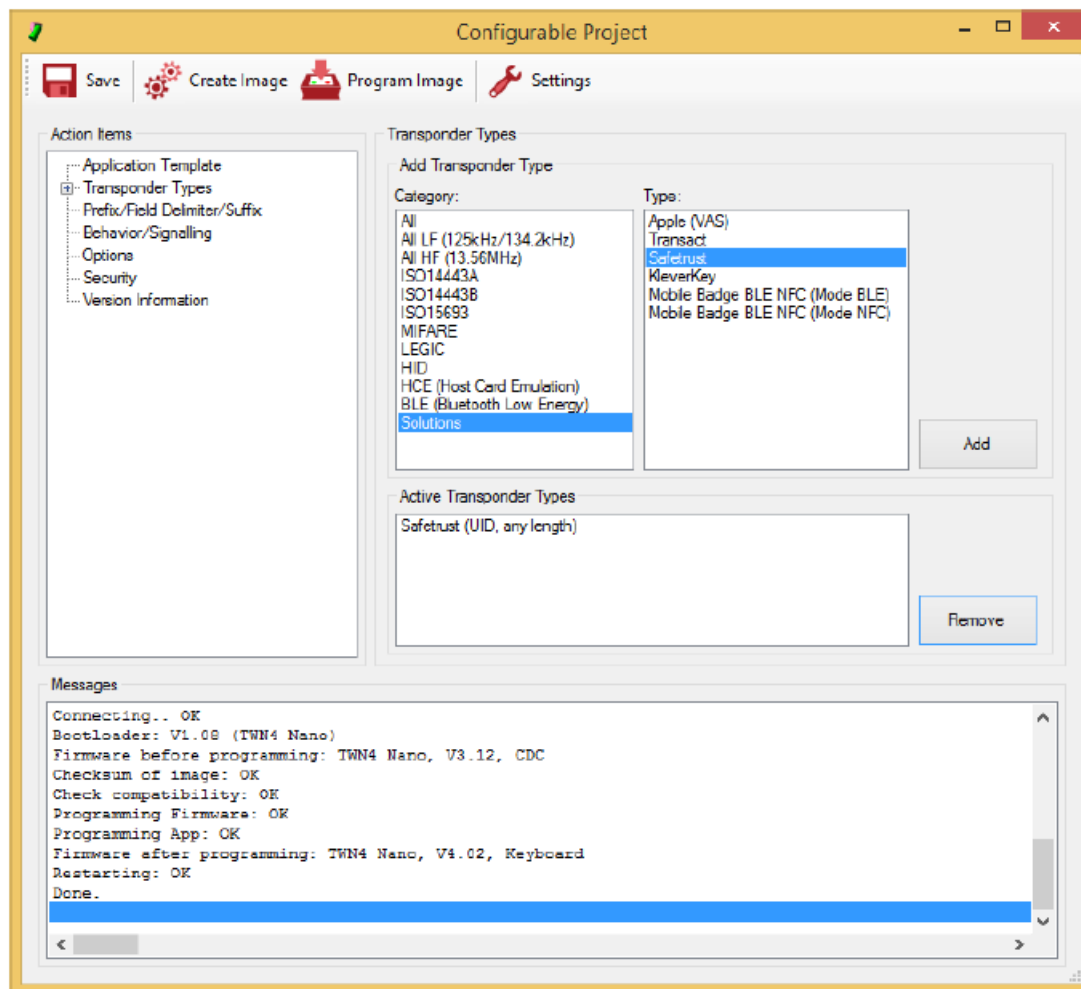 Configurable Project
Save Create Image Program Image Settings
Action Items
Application Template
Transponder Types
Prefix/Field Delimiter/Suffix
Behavior/Signalling
Options
Security
Version Information
Transponder Types
Add Transponder Type
Category:
All
All LF (125kHz/134.2kHz)
All HF (13.56MHz)
ISO14443A
ISO14443B
ISO15693
MIFARE
LEGIC
HID
HCE (Host Card Emulation)
BLE (Bluetooth Low Energy)
Solutions
Type:
Apple (VAS)
Transact
Safetrust
KleverKey
Mobile Badge BLE NFC (Mode BLE)
Mobile Badge BLE NFC (Mode NFC)
Add
Active Transponder Types
Safetrust (UID, any length)
Remove
Messages
Connecting.. OK
Bootloader: V1.08 (TWN4 Nano)
Firmware before programming: TWN4 Nano, V3.12, CDC
Checksum of image: OK
Check compatibility: OK
Programming Firmware: OK
Programming App: OK
Firmware after programming: TWN4 Nano, V4.02, Keyboard
Restarting: OK
Done.